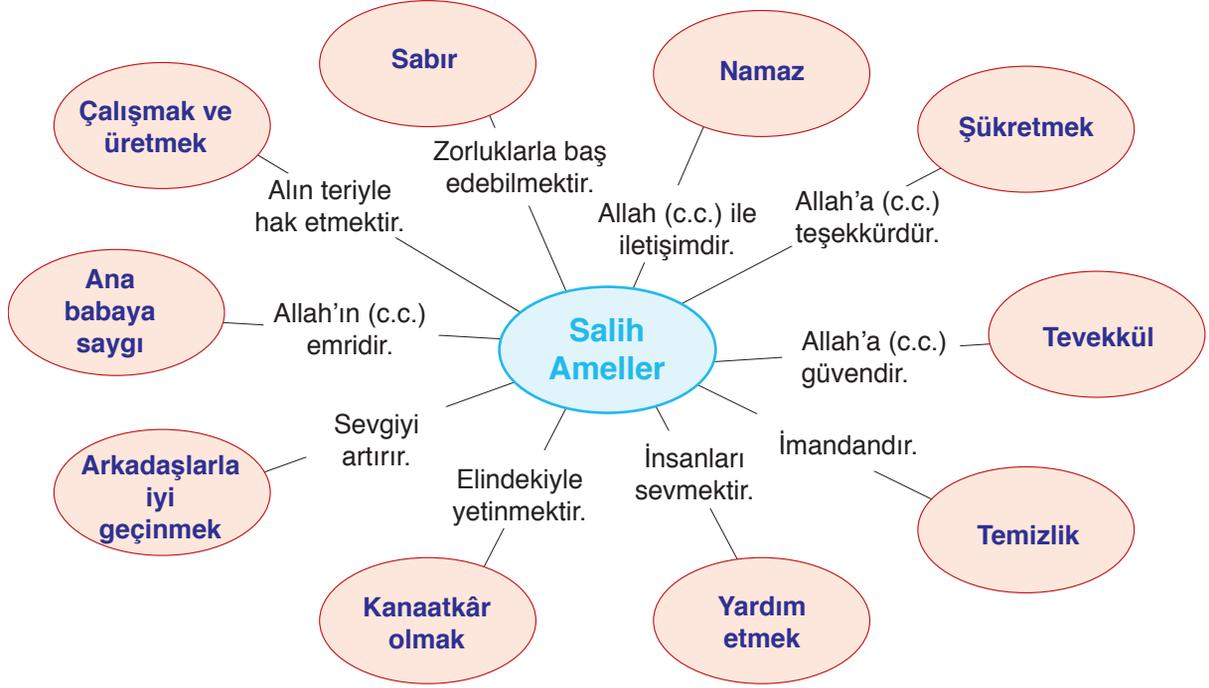 Sabır
Namaz
Çalışmak ve
üretmek
Şükretmek
Zorluklarla baş
edebilmektir.
Alın teriyle
hak etmektir.
Allah (c.c.) ile
iletişimdir.
Allah’a (c.c.)
teşekkürdür.
Ana
babaya
saygı
Allah’ın (c.c.)
emridir.
Salih
Ameller
Allah’a (c.c.)
güvendir.
Tevekkül
Sevgiyi
artırır.
Arkadaşlarla
iyi
geçinmek
Elindekiyle
yetinmektir.
İnsanları
sevmektir.
İmandandır.
Temizlik
Kanaatkâr
olmak
Yardım
etmek